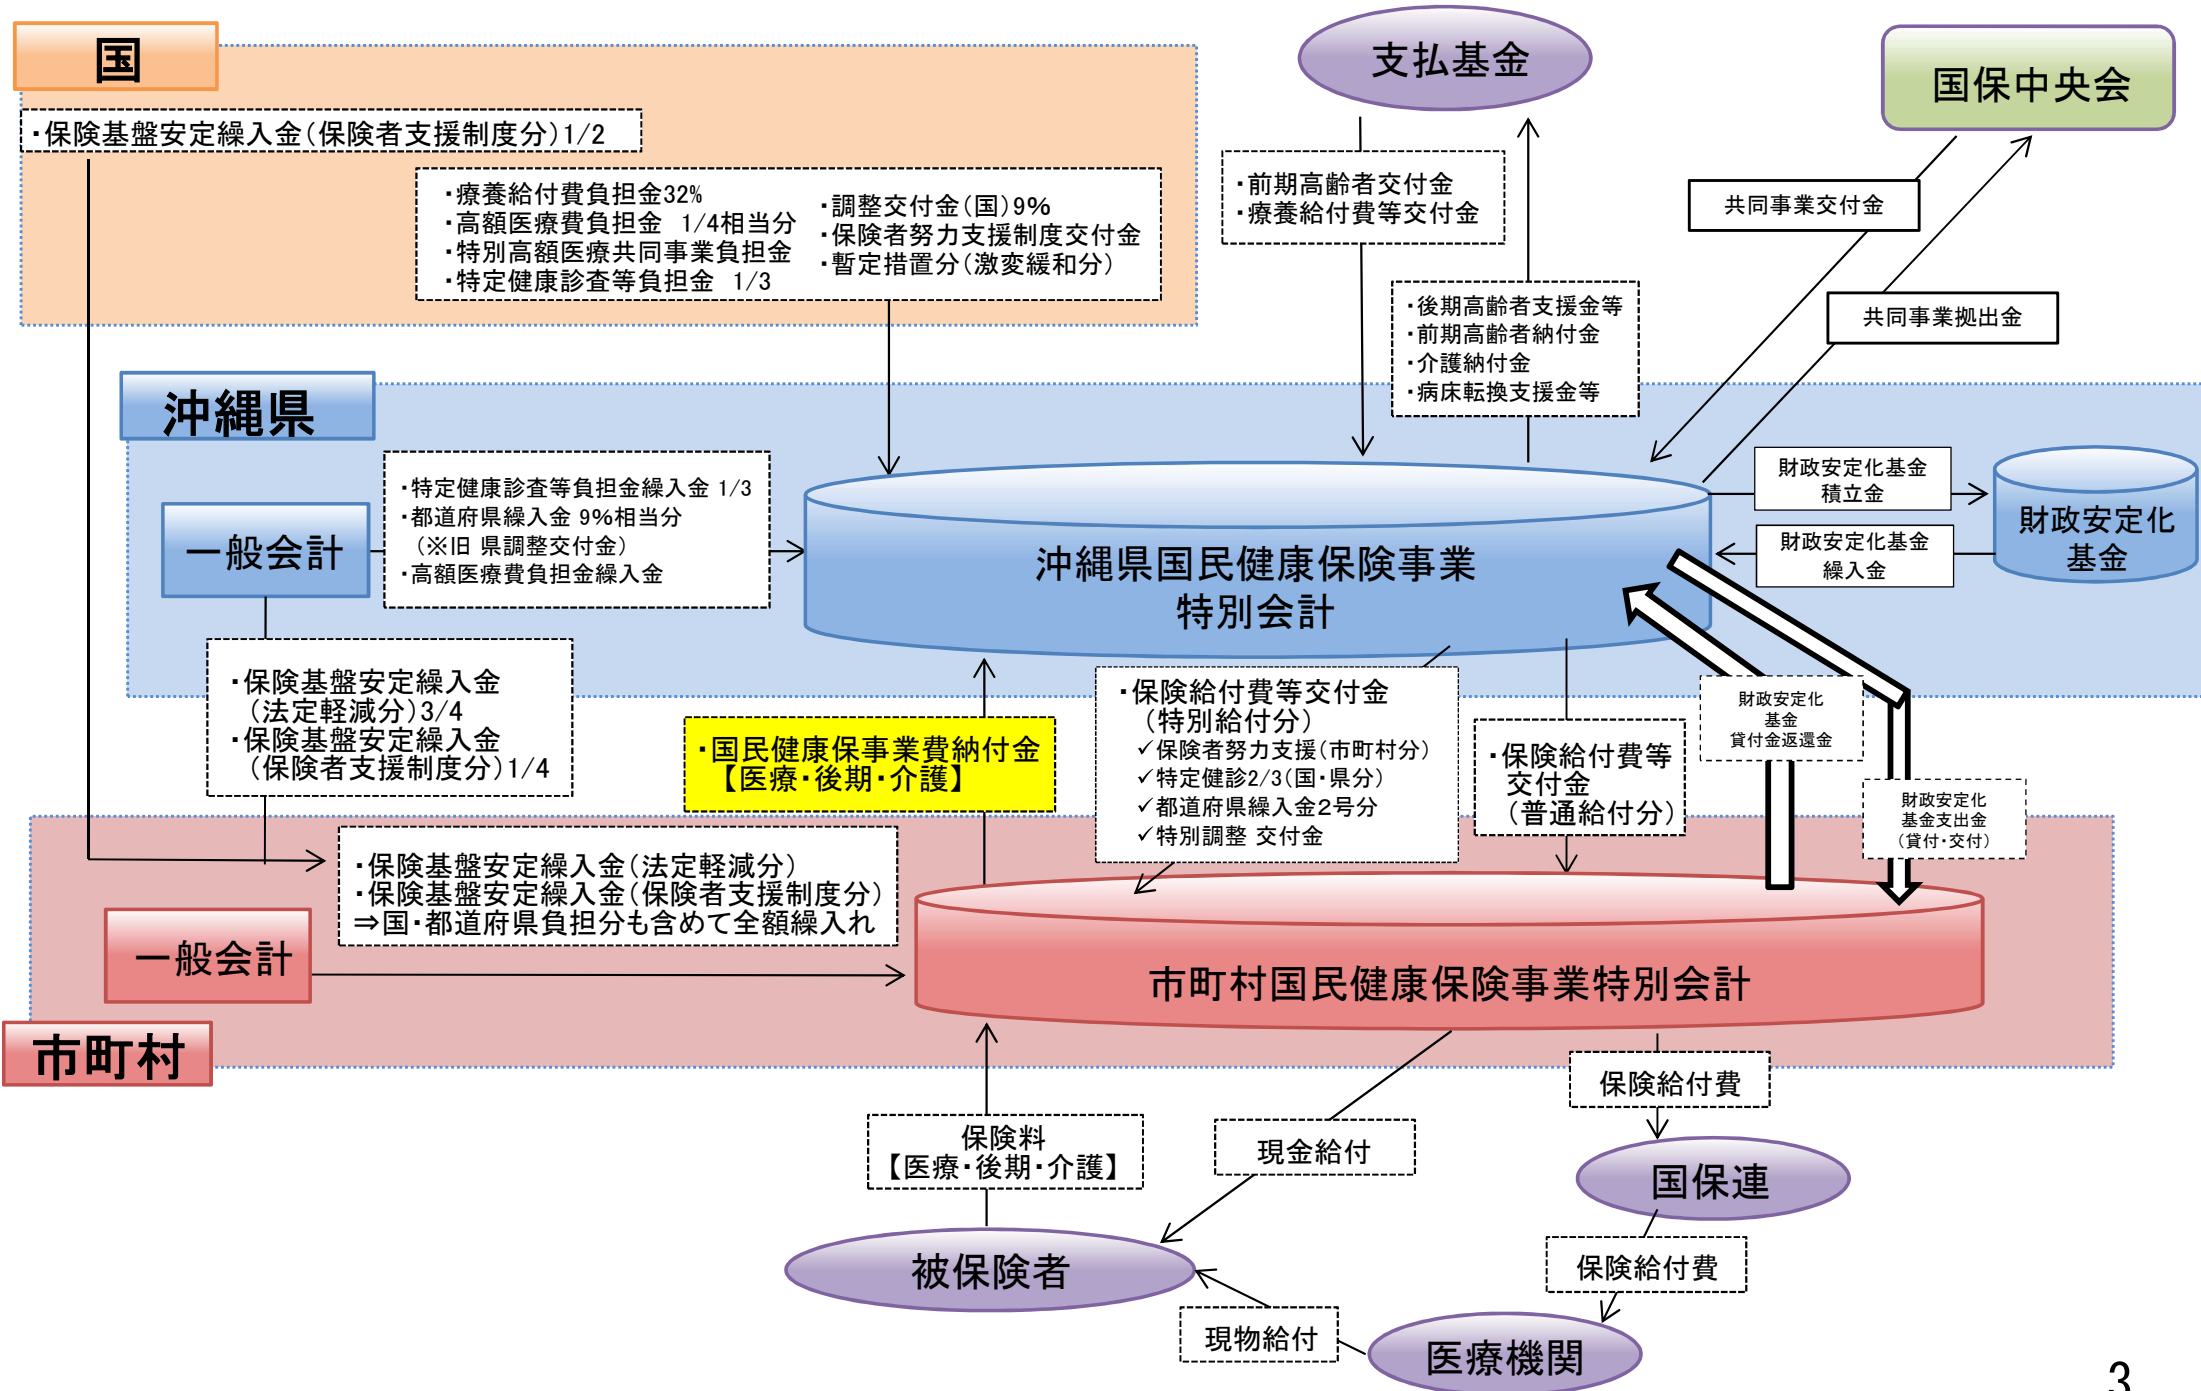 国
・保険基盤安定繰入金(保険者支援制度分)1/2
・療養給付費負担金32%
・高額医療費負担金 1/4相当分
・特別高額医療共同事業負担金
・特定健康診査等負担金 1/3
・調整交付金(国)9%
・保険者努力支援制度交付金
・暫定措置分(激変緩和分)
支払基金
国保中央会
・前期高齢者交付金
・療養給付費等交付金
共同事業交付金
・後期高齢者支援金等
・前期高齢者納付金
・介護納付金
・病床転換支援金等
共同事業拠出金
沖縄県
一般会計
・特定健康診査等負担金繰入金 1/3
・都道府県繰入金 9%相当分
(※旧 県調整交付金)
・高額医療費負担金繰入金
沖縄県国民健康保険事業
特別会計
財政安定化基金
積立金
財政安定化基金
繰入金
財政安定化
基金
・保険基盤安定繰入金
(法定軽減分)3/4
・保険基盤安定繰入金
(保険者支援制度分)1/4
・国民健康保事業費納付金
【医療・後期・介護】
・保険給付費等交付金
(特別給付分)
✓保険者努力支援(市町村分)
✓特定健診2/3(国・県分)
✓都道府県繰入金2号分
✓特別調整 交付金
・保険給付費等
交付金
(普通給付分)
財政安定化
基金
貸付金返還金
財政安定化
基金支出金
(貸付・交付)
・保険基盤安定繰入金(法定軽減分)
・保険基盤安定繰入金(保険者支援制度分)
⇒国・都道府県負担分も含めて全額繰入れ
一般会計
市町村国民健康保険事業特別会計
市町村
保険料
【医療・後期・介護】
現金給付
保険給付費
国保連
被保険者
保険給付費
現物給付
医療機関
3